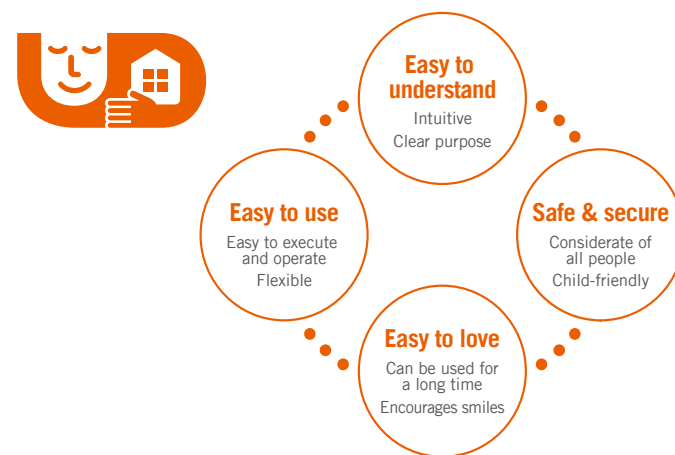 Easy to
understand
Intuitive
Clear purpose
Easy to use
Easy to execute
and operate
Flexible
Safe & secure
Considerate of
all people
Child-friendly
Easy to love
Can be used for
a long time
Encourages smiles